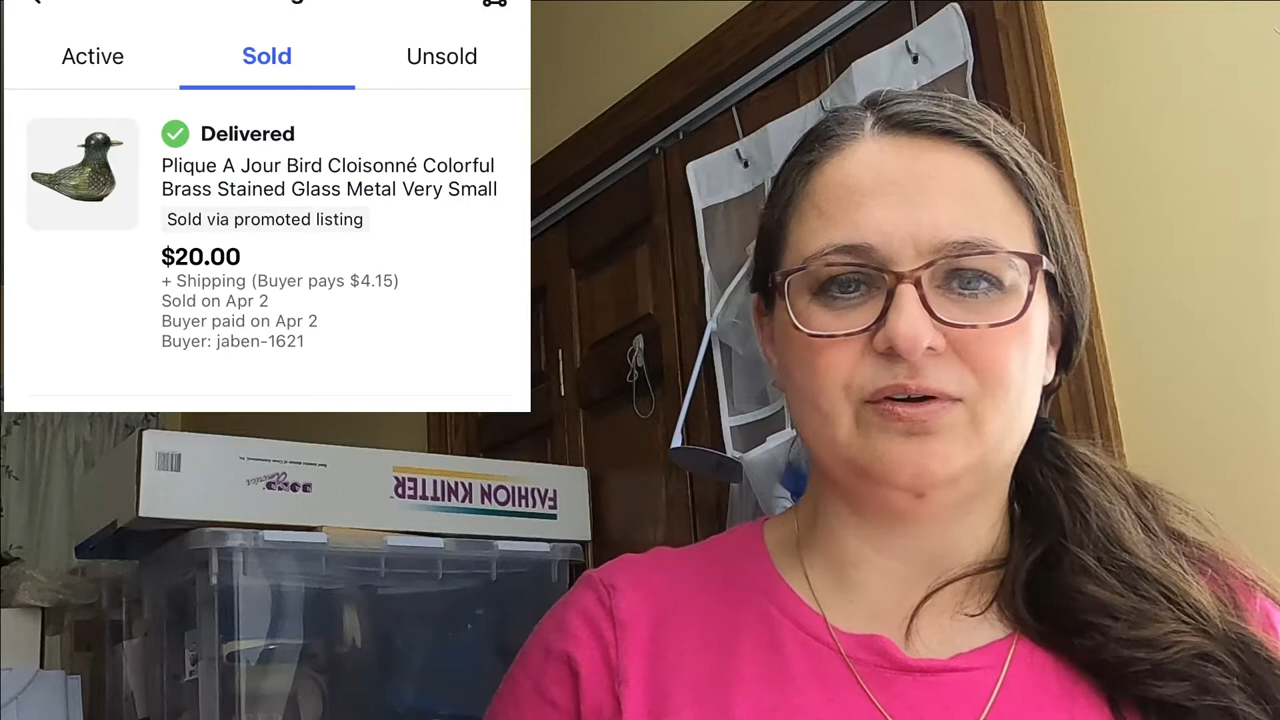 Active
Sold
Unsold
Delivered
Plique A Jour Bird Cloisonné Colorful
Brass Stained Glass Metal Very Small
Sold via promoted listing
$20.00
+ Shipping (Buyer pays $4.15)
Sold on Apr 2
Buyer paid on Apr 2
Buyer: jaben-1621
FASHION KNITTER
BOND
America